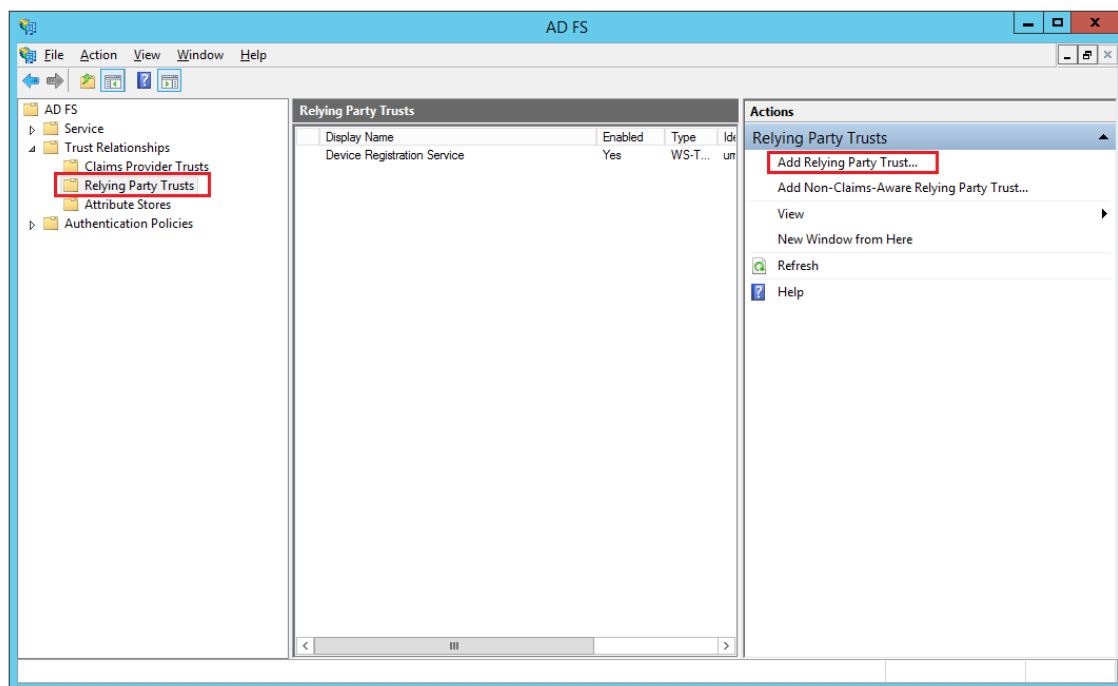 AD FS
File Action View Window Help
AD FS
Service
Trust Relationships
Claims Provider Trusts
Relying Party Trusts
Attribute Stores
Authentication Policies
Relying Party Trusts
Display Name Enabled Type Ide
Device Registration Service Yes WS-T... urn
Actions
Relying Party Trusts
Add Relying Party Trust...
Add Non-Claims-Aware Relying Party Trust...
View
New Window from Here
Refresh
Help